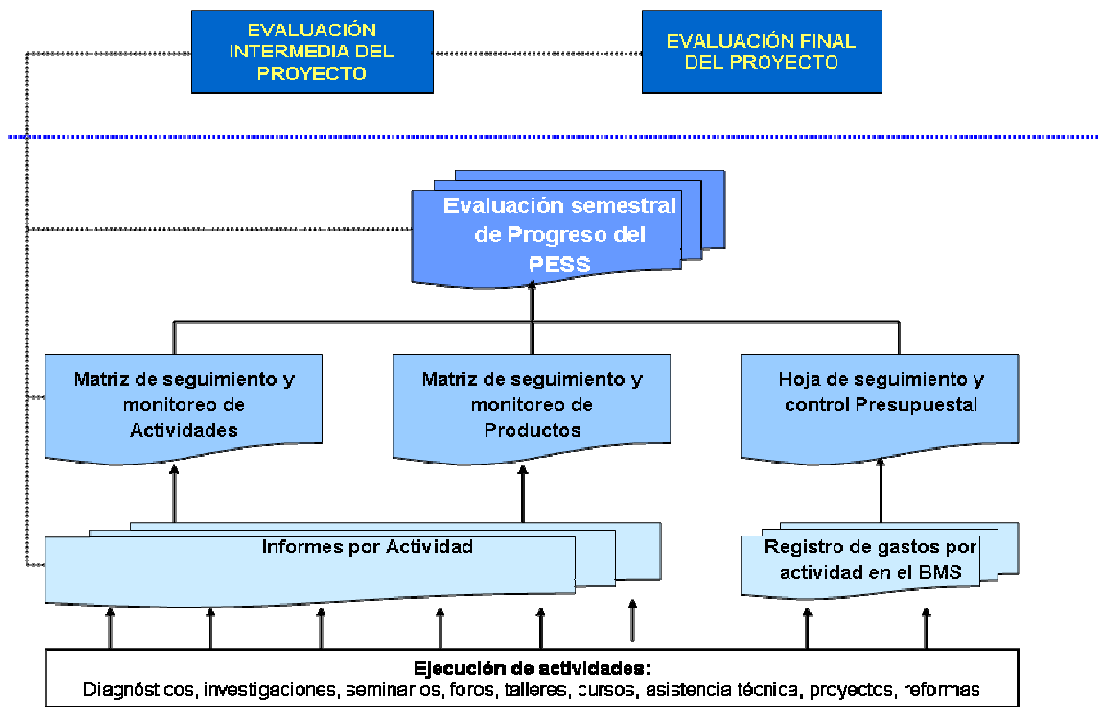 EVALUACIÓN
INTERMEDIA DEL
PROYECTO
EVALUACIÓN FINAL
DEL PROYECTO
Evaluación semestral
de Progreso del
PESS
Matriz de seguimiento y
monitoreo de
Actividades
Matriz de seguimiento y
monitoreo de
Productos
Hoja de seguimiento y
control Presupuestal
Informes por Actividad
Registro de gastos por
actividad en el BMS
Ejecución de actividades:
Diagnósticos, investigaciones, seminarios, foros, talleres, cursos, asistencia técnica, proyectos, reformas